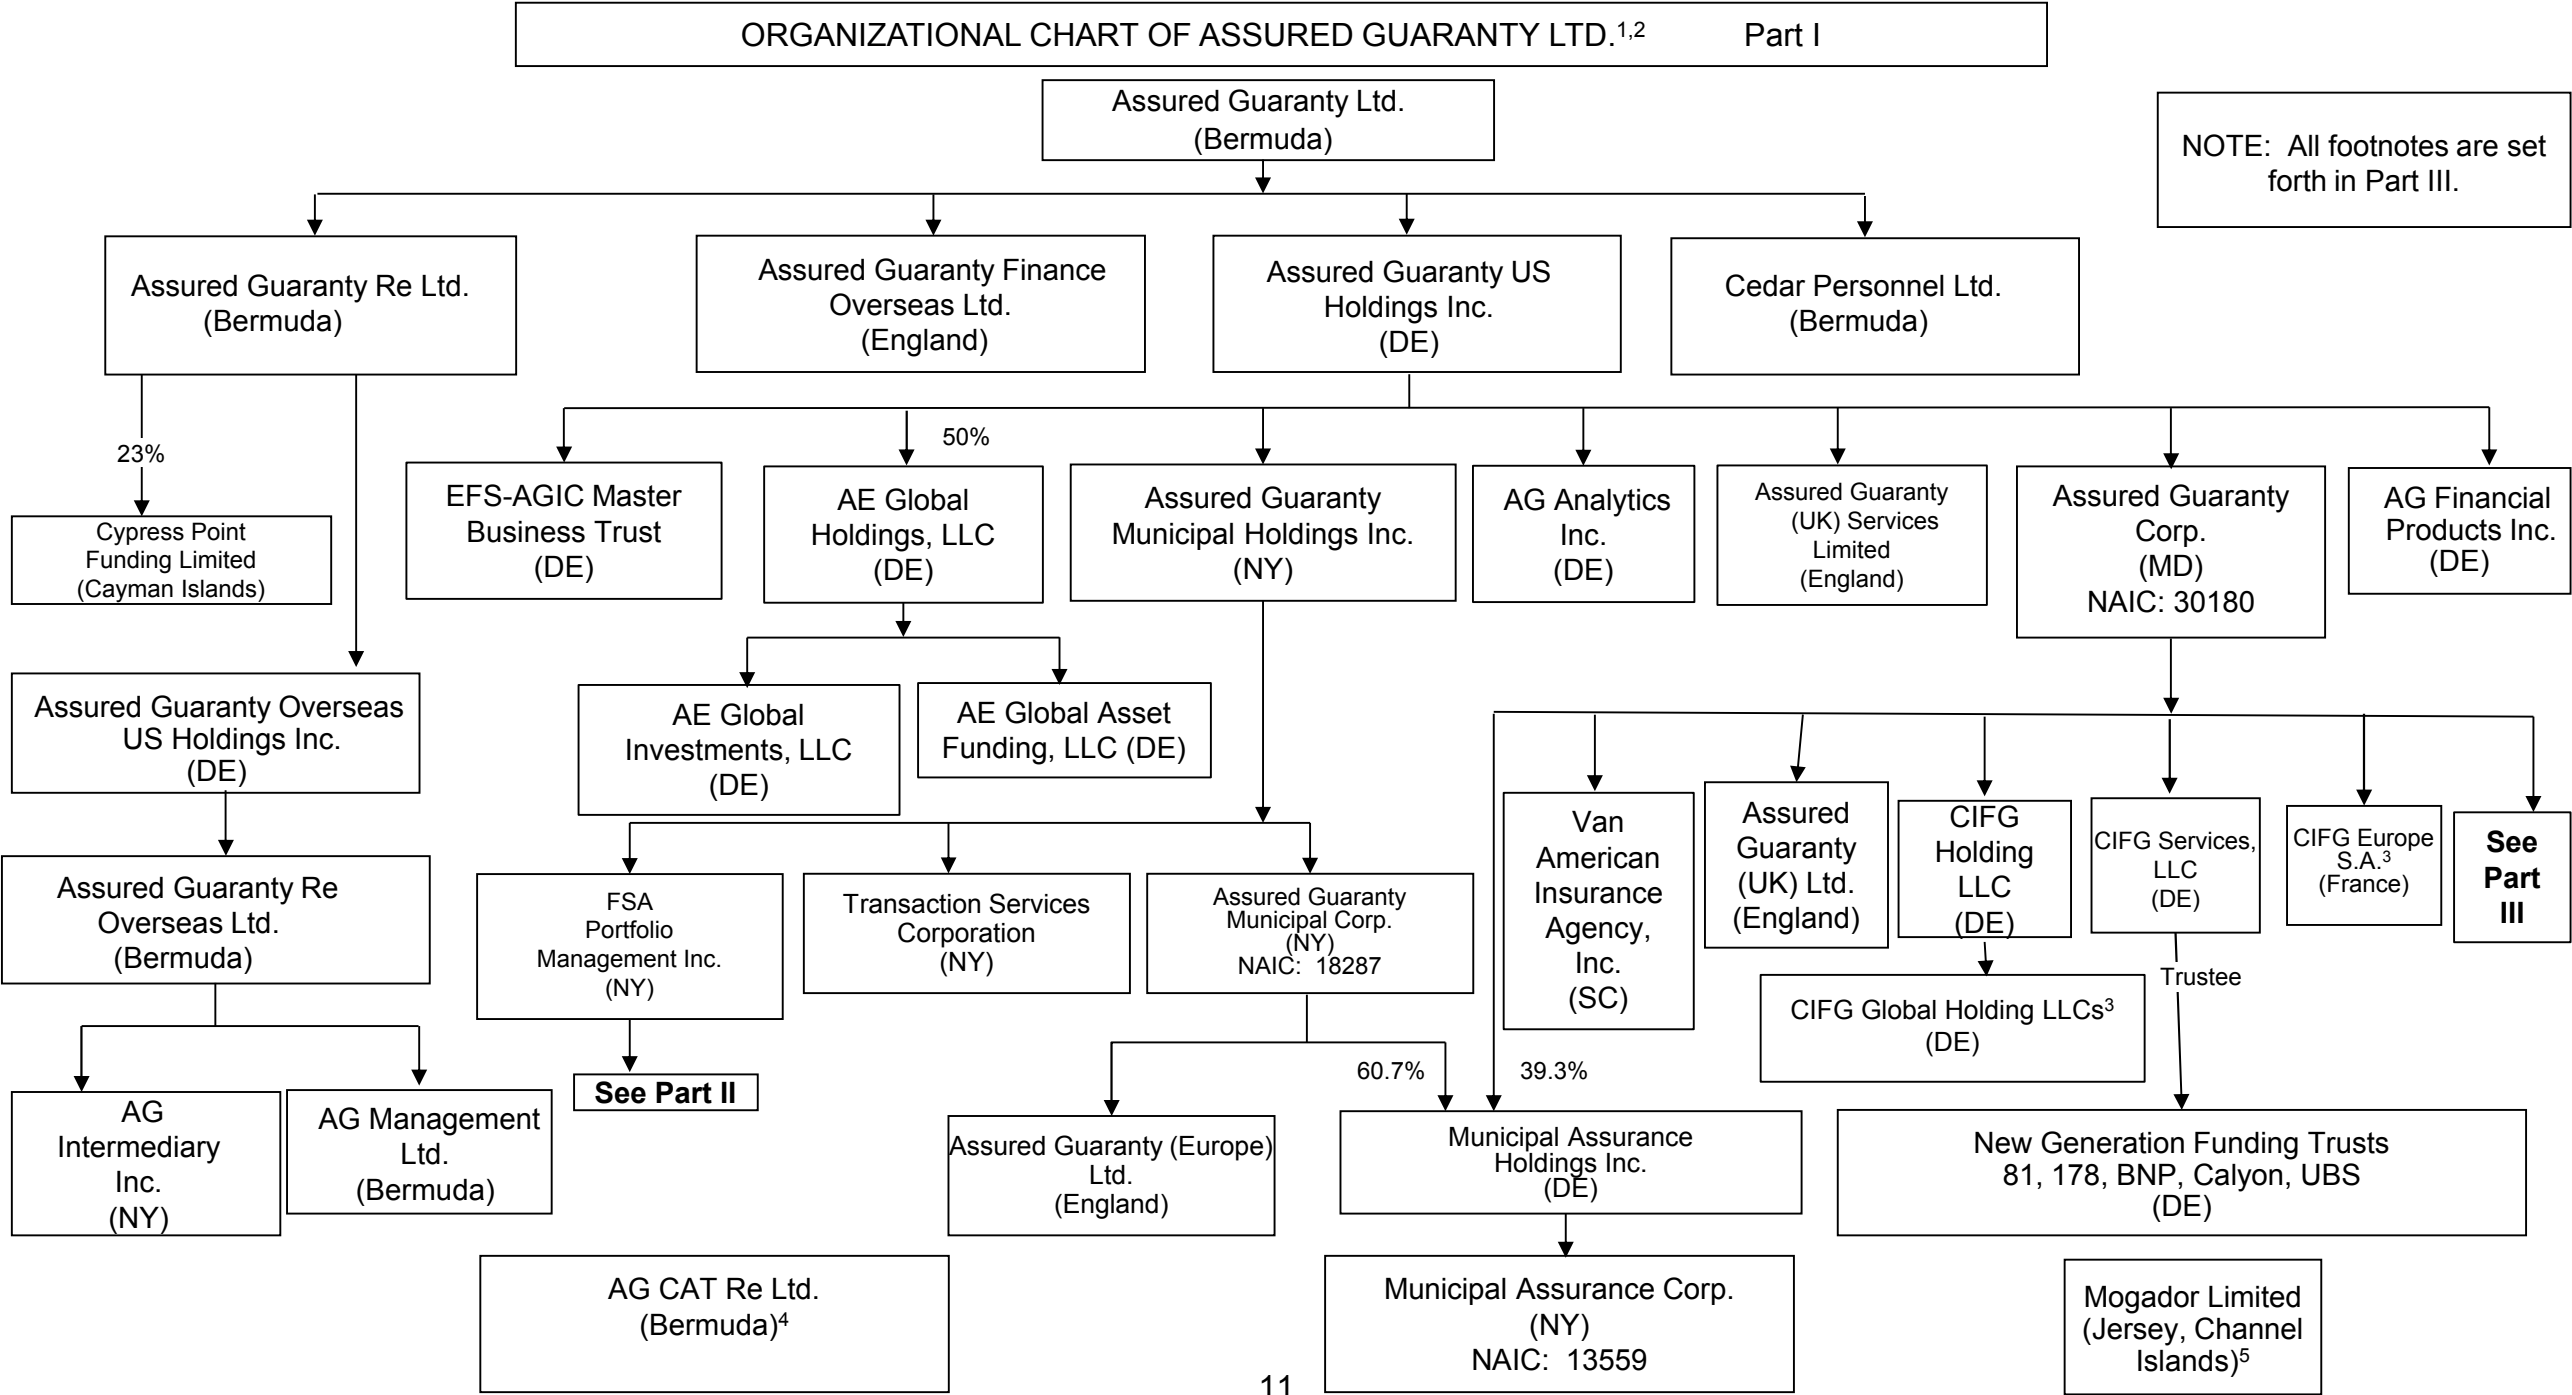 ORGANIZATIONAL CHART OF ASSURED GUARANTY LTD.1,2 Part I
Assured Guaranty Ltd.
(Bermuda)
NOTE: All footnotes are set
forth in Part III.
Assured Guaranty Re Ltd.
(Bermuda)
Assured Guaranty Finance
Overseas Ltd.
(England)
Assured Guaranty US
Holdings Inc.
(DE)
Cedar Personnel Ltd.
(Bermuda)
23%
50%
Cypress Point
Funding Limited
(Cayman Islands)
EFS-AGIC Master
Business Trust
(DE)
AE Global
Holdings, LLC
(DE)
Assured Guaranty
Municipal Holdings Inc.
(NY)
AG Analytics
Inc.
(DE)
Assured Guaranty
(UK) Services
Limited
(England)
Assured Guaranty
Corp.
(MD)
NAIC: 30180
AG Financial
Products Inc.
(DE)
Assured Guaranty Overseas
US Holdings Inc.
(DE)
AE Global
Investments, LLC
(DE)
AE Global Asset
Funding, LLC (DE)
Van
American
Insurance
Agency,
Inc.
(SC)
Assured
Guaranty
(UK) Ltd.
(England)
CIFG
Holding
LLC
(DE)
CIFG Services,
LLC
(DE)
CIFG Europe
S.A.3
(France)
See
Part
III
Assured Guaranty Re
Overseas Ltd.
(Bermuda)
FSA
Portfolio
Management Inc.
(NY)
Transaction Services
Corporation
(NY)
Assured Guaranty
Municipal Corp.
(NY)
NAIC: 18287
Trustee
CIFG Global Holding LLCs3
(DE)
60.7%
39.3%
See Part II
AG
Intermediary
Inc.
(NY)
AG Management
Ltd.
(Bermuda)
Assured Guaranty (Europe)
Ltd.
(England)
Municipal Assurance
Holdings Inc.
(DE)
New Generation Funding Trusts
81, 178, BNP, Calyon, UBS
(DE)
AG CAT Re Ltd.
(Bermuda)4
Municipal Assurance Corp.
(NY)
NAIC: 13559
Mogador Limited
(Jersey, Channel
Islands)5
11